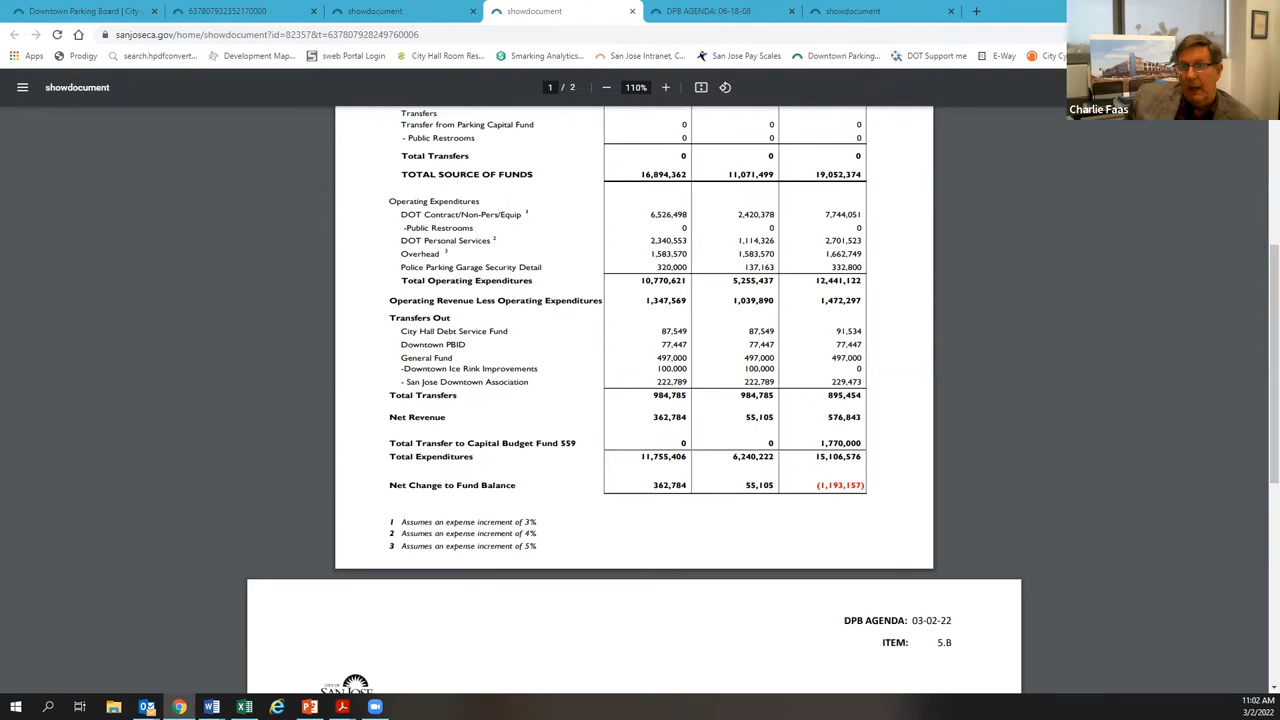 Downtown Parking Board | City
637807932352170000
showdocument
showdocument
DPB AGENDA: 06-18-08
showdocument
sanjoseca.gov/home/showdocument?id=82357&t=637807928249760006
Apps
Prodigy
search.hpdfconvert...
Development Map...
sweb Portal Login
City Hall Room Res...
Smarking Analytics...
San Jose Intranet, C...
San Jose Pay Scales
Downtown Parking...
DOT Support me
E-Way
City
showdocument
1 / 2
110%
Charlie Faas
Transfers
Transfer from Parking Capital Fund 0 0 0
- Public Restrooms 0 0 0
Total Transfers 0 0 0
TOTAL SOURCE OF FUNDS 16,894,362 11,071,499 19,052,374
Operating Expenditures
DOT Contract/Non-Pers/Equip 1 6,526,498 2,420,378 7,744,051
-Public Restrooms 0 0 0
DOT Personal Services 2 2,340,553 1,114,326 2,701,523
Overhead 3 1,583,570 1,583,570 1,662,749
Police Parking Garage Security Detail 320,000 137,163 332,800
Total Operating Expenditures 10,770,621 5,255,437 12,441,122
Operating Revenue Less Operating Expenditures 1,347,569 1,039,890 1,472,297
Transfers Out
City Hall Debt Service Fund 87,549 87,549 91,534
Downtown PBID 77,447 77,447 77,447
General Fund 497,000 497,000 497,000
-Downtown Ice Rink Improvements 100,000 100,000 0
- San Jose Downtown Association 222,789 222,789 229,473
Total Transfers 984,785 984,785 895,454
Net Revenue 362,784 55,105 576,843
Total Transfer to Capital Budget Fund 559 0 0 1,770,000
Total Expenditures 11,755,406 6,240,222 15,106,576
Net Change to Fund Balance 362,784 55,105 (1,193,157)
1 Assumes an expense increment of 3%
2 Assumes an expense increment of 4%
3 Assumes an expense increment of 5%
DPB AGENDA: 03-02-22
ITEM: 5.B
CITY OF
SAN JOSE
11:02 AM
3/2/2022